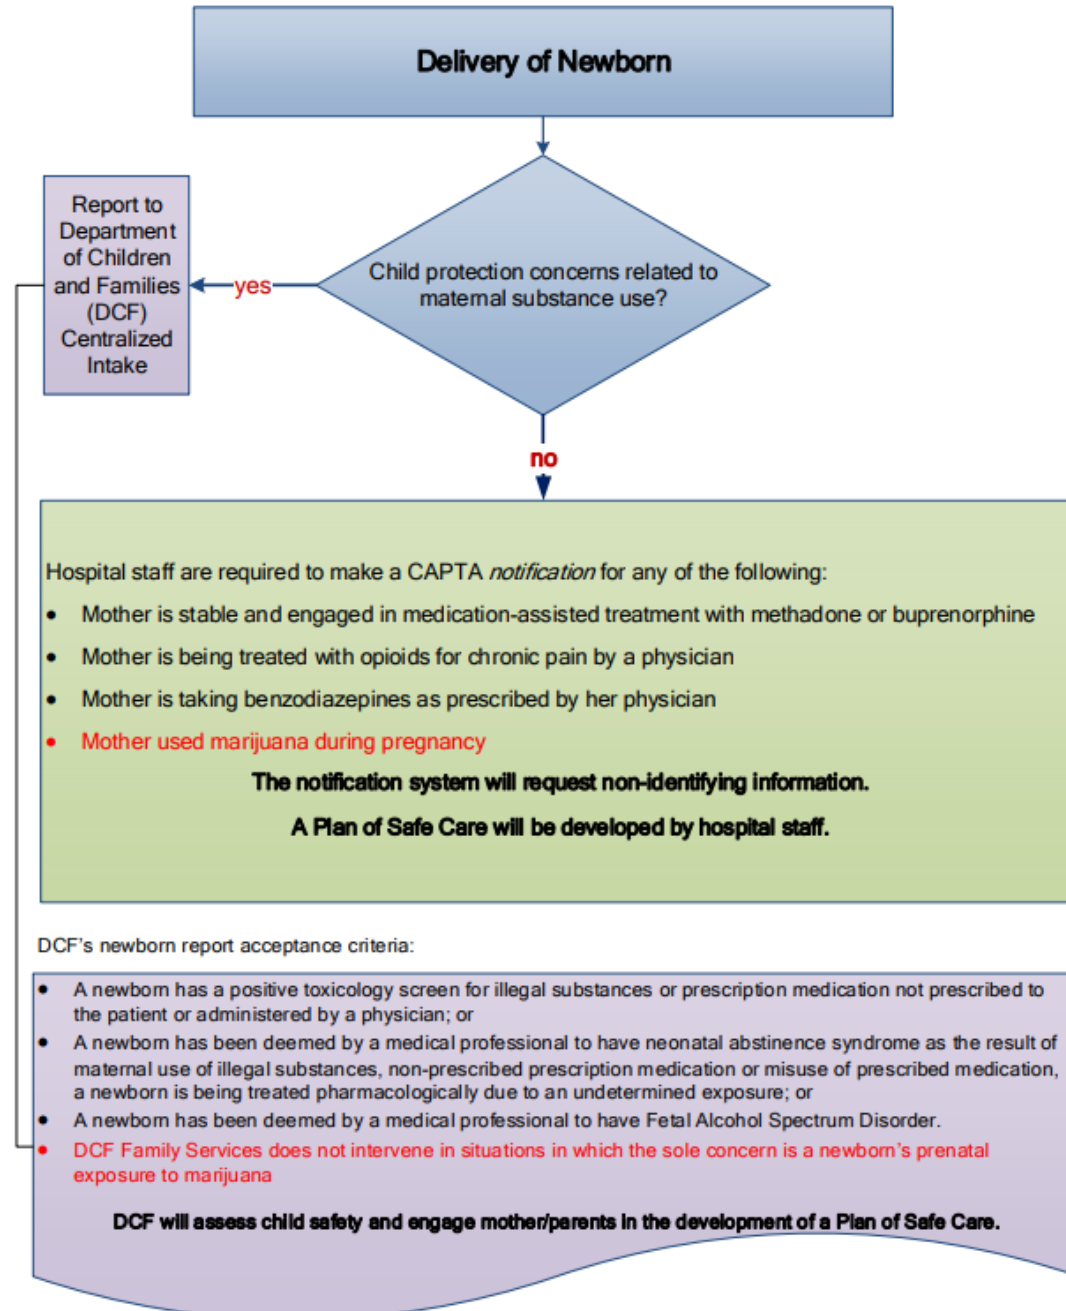 Delivery of Newborn
Report to
Department
of Children
and Families
(DCF)
Centralized
Intake
yes
Child protection concerns related to
maternal substance use?
no
Hospital staff are required to make a CAPTA notification for any of the following:
• Mother is stable and engaged in medication-assisted treatment with methadone or buprenorphine
• Mother is being treated with opioids for chronic pain by a physician
• Mother is taking benzodiazepines as prescribed by her physician
• Mother used marijuana during pregnancy
The notification system will request non-identifying information.
A Plan of Safe Care will be developed by hospital staff.
DCF's newborn report acceptance criteria:
• A newborn has a positive toxicology screen for illegal substances or prescription medication not prescribed to
the patient or administered by a physician; or
• A newborn has been deemed by a medical professional to have neonatal abstinence syndrome as the result of
maternal use of illegal substances, non-prescribed prescription medication or misuse of prescribed medication,
a newborn is being treated pharmacologically due to an undetermined exposure; or
• A newborn has been deemed by a medical professional to have Fetal Alcohol Spectrum Disorder.
• DCF Family Services does not intervene in situations in which the sole concern is a newborn's prenatal
exposure to marijuana
DCF will assess child safety and engage mother/parents in the development of a Plan of Safe Care.